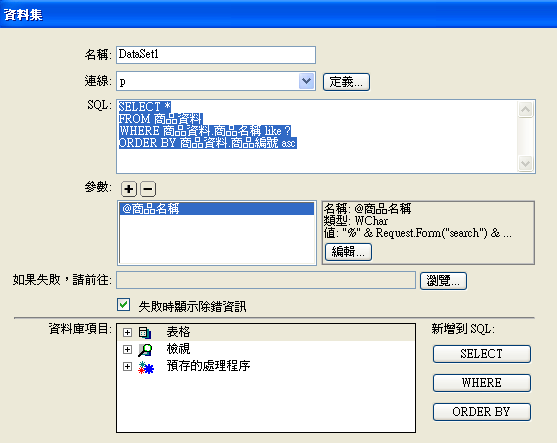 資料集
名稱: DataSet1
連線: p 定義...
SQL: SELECT *
FROM 商品資料
WHERE 商品資料.商品名稱 like ?
ORDER BY 商品資料.商品編號 asc
參數:
@商品名稱
名稱: @商品名稱
類型: WChar
值: "%" & Request.Form("search") & ...
編輯...
如果失敗，請前往: 瀏覽...
失敗時顯示除錯資訊
資料庫項目: 新增到 SQL:
表格
檢視
預存的處理程序
SELECT
WHERE
ORDER BY